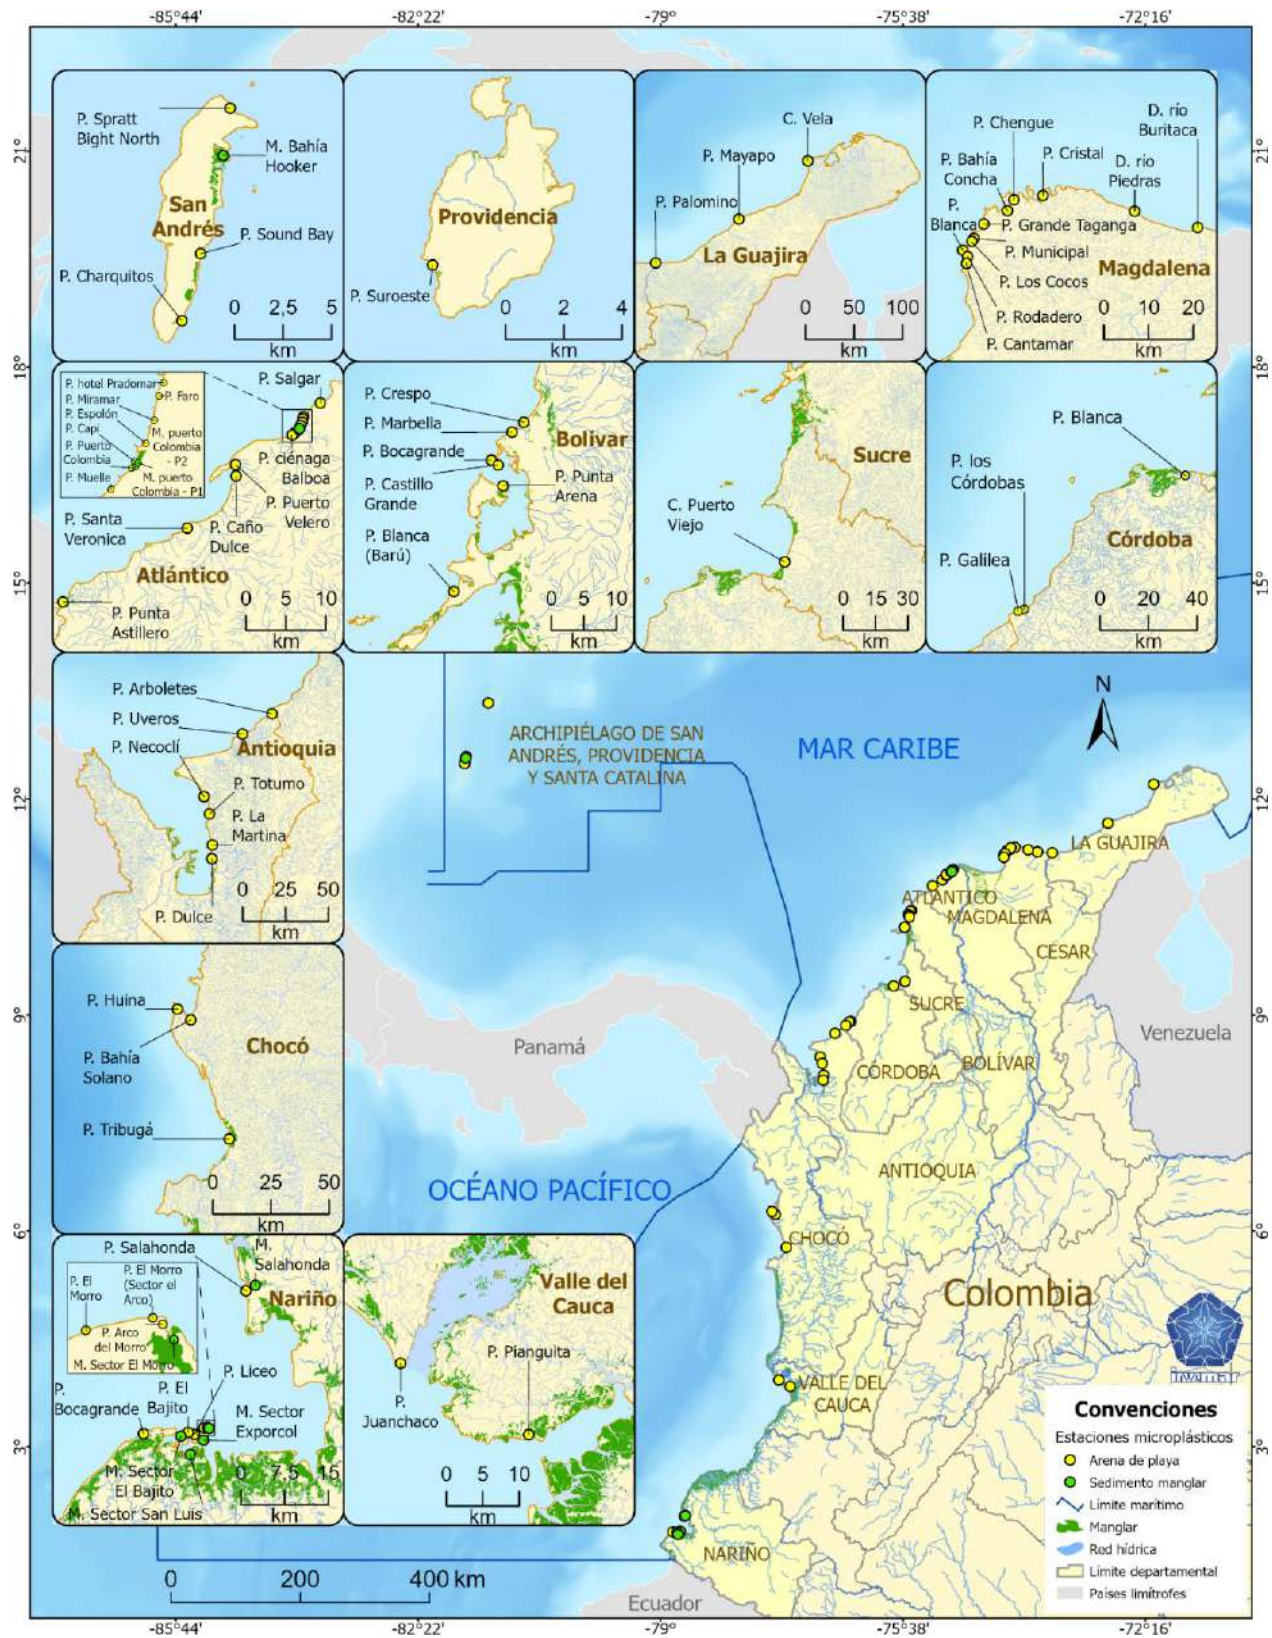 -85°44' -82°22' -79° -75°38' -72°16'
21° 21°
18° 18°
15° 15°
12° 12°
9° 9°
6° 6°
3° 3°
P. Spratt
Bight North
M. Bahía
Hooker
San
Andrés
P. Sound Bay
P. Charquitos
0 2,5 5
km
Providencia
P. Suroeste
0 2 4
km
C. Vela
P. Mayapo
P. Palomino
La Guajira
0 50 100
km
D. río
Buritaca
P. Chengue
P. Cristal
P. Bahía
Concha
D. río
Piedras
P.
Blanca
P. Grande Taganga
P. Municipal
Magdalena
P. Los Cocos
P. Rodadero
P. Cantamar
0 10 20
km
P. hotel Pradomar
P. Miramar
P. Faro
P. Espolón
P. Capi
P. Puerto
Colombia
M. puerto
Colombia
- P2
P. Muelle
M. puerto
Colombia - P1
P. Salgar
P. ciénaga
Balboa
P. Puerto
Velero
P. Caño
Dulce
P. Santa
Veronica
Atlántico
P. Punta
Astillero
0 5 10
km
P. Crespo
P. Marbella
Bolivar
P. Bocagrande
P. Castillo
Grande
P. Punta
Arena
P. Blanca
(Barú)
0 5 10
km
Sucre
C. Puerto
Viejo
0 15 30
km
P. Blanca
P. los
Córdobas
Córdoba
P. Galilea
0 20 40
km
P. Arboletes
P. Uveros
Antioquia
P. Necoclí
P. Totumo
P. La
Martina
P. Dulce
0 25 50
km
P. Huina
P. Bahía
Solano
Chocó
P. Tribugá
0 25 50
km
P. Salahonda
M.
Salahonda
P. El Morro
(Sector el
Arco)
P. El
Morro
Nariño
P. Arco
del Morro
M. Sector El Morro
P. Liceo
P.
Bocagrande
P. El
Bajito
M. Sector
Exporcol
M. Sector
El Bajito
M. Sector San Luis
0 7,5 15
km
Valle del
Cauca
P. Pianguita
P.
Juanchaco
0 5 10
km
ARCHIPIÉLAGO DE SAN
ANDRÉS, PROVIDENCIA
Y SANTA CATALINA
MAR CARIBE
N
LA GUAJIRA
ATLÁNTICO
MAGDALENA
CESAR
SUCRE
CÓRDOBA
BOLÍVAR
Venezuela
Panamá
ANTIOQUIA
OCÉANO PACÍFICO
CHOCÓ
Colombia
VALLE DEL
CAUCA
NARIÑO
Ecuador
invemar
Convenciones
Estaciones microplásticos
Arena de playa
Sedimento manglar
Límite marítimo
Manglar
Red hídrica
Límite departamental
Países limítrofes
0 200 400 km
-85°44' -82°22' -79° -75°38' -72°16'